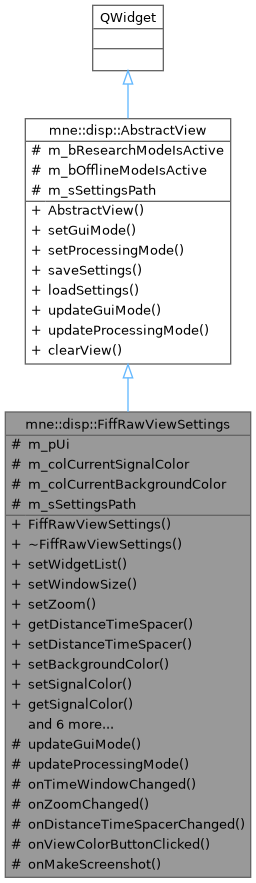 QWidget
mne::disp::AbstractView
# m_bResearchModeIsActive
# m_bOfflineModeIsActive
# m_sSettingsPath
+ AbstractView()
+ setGuiMode()
+ setProcessingMode()
+ saveSettings()
+ loadSettings()
+ updateGuiMode()
+ updateProcessingMode()
+ clearView()
mne::disp::FiffRawViewSettings
# m_pUi
# m_colCurrentSignalColor
# m_colCurrentBackgroundColor
# m_sSettingsPath
+ FiffRawViewSettings()
+ ~FiffRawViewSettings()
+ setWidgetList()
+ setWindowSize()
+ setZoom()
+ getDistanceTimeSpacer()
+ setDistanceTimeSpacer()
+ setBackgroundColor()
+ setSignalColor()
+ getSignalColor()
and 6 more...
# updateGuiMode()
# updateProcessingMode()
# onTimeWindowChanged()
# onZoomChanged()
# onDistanceTimeSpacerChanged()
# onViewColorButtonClicked()
# onMakeScreenshot()